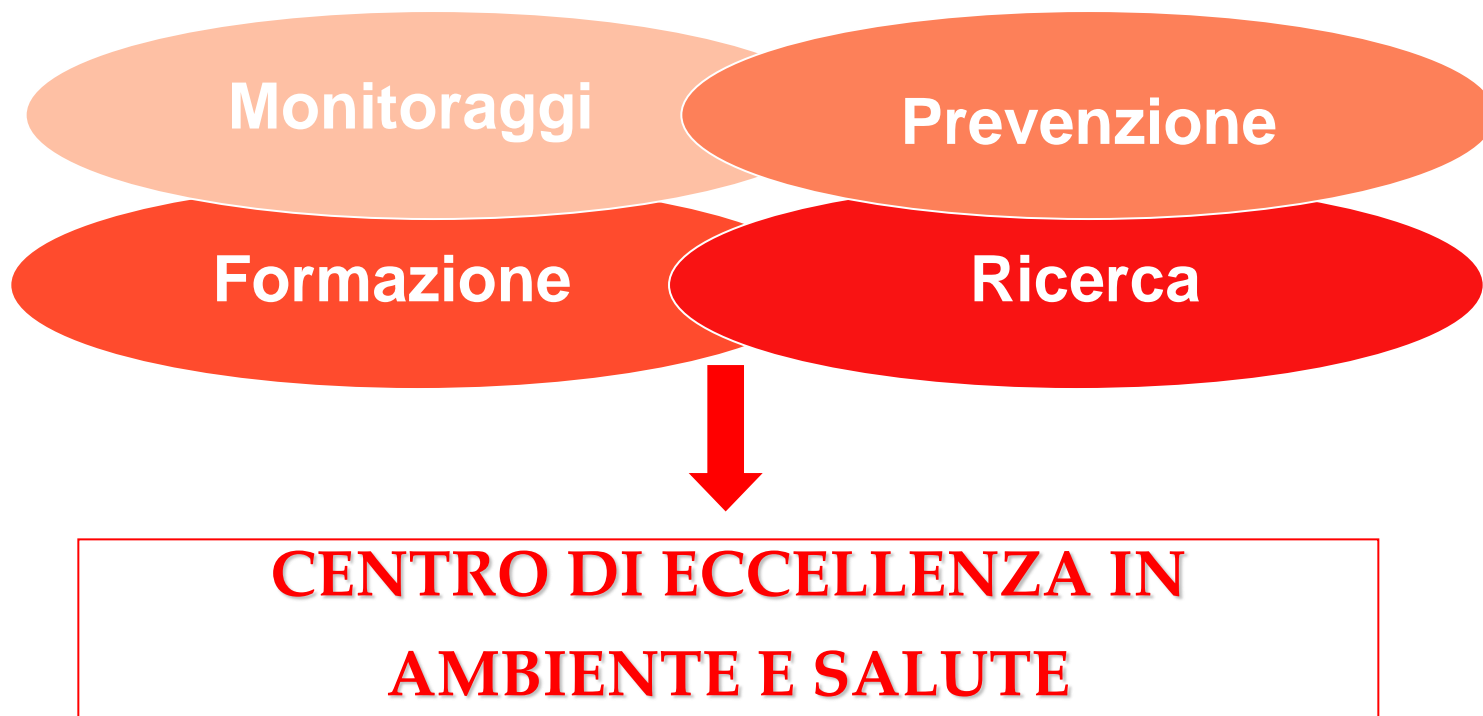 Monitoraggi
Prevenzione
Formazione
Ricerca
CENTRO DI ECCELLENZA IN
AMBIENTE E SALUTE